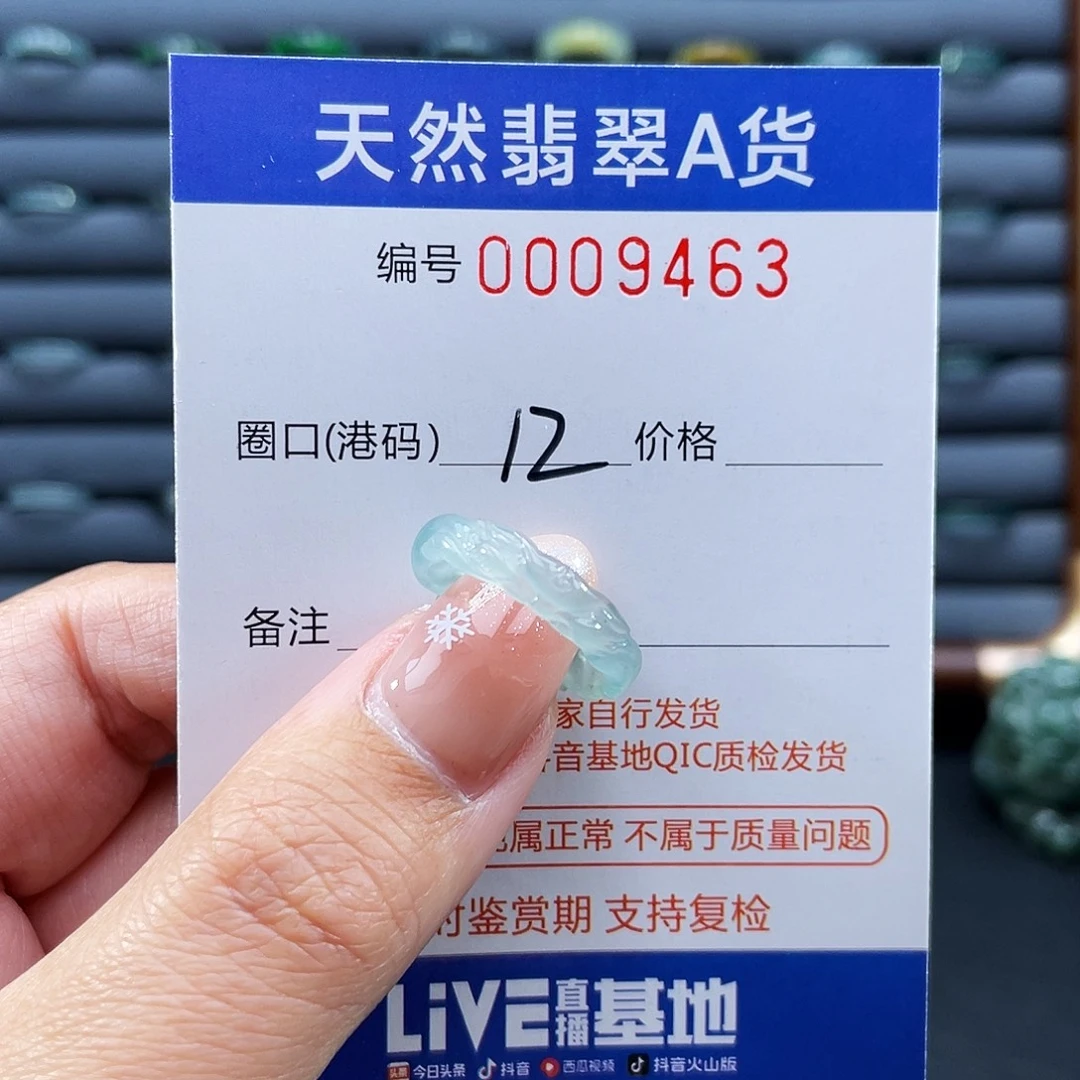 天然翡翠A货
编号 0009463
圈口(港码) 12 价格
备注
家自行发货
音基地QIC质检发货
属正常 不属于质量问题
时鉴赏期 支持复检
LiVE直播基地
头条 今日头条 抖音 西瓜视频 抖音火山版